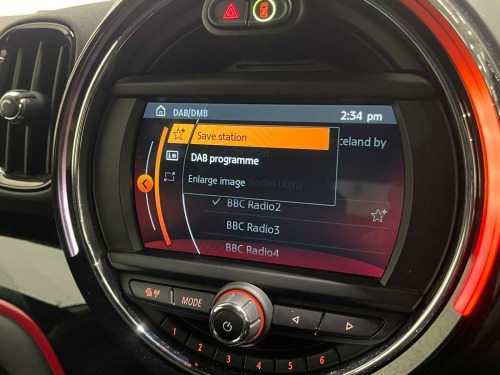 DAB/DMB
2:34 pm
Save station
celand by
DAB programme
Enlarge image
Radio1Xtra
BBC Radio2
BBC Radio3
BBC Radio4
MODE
1
2
3
4
5
6